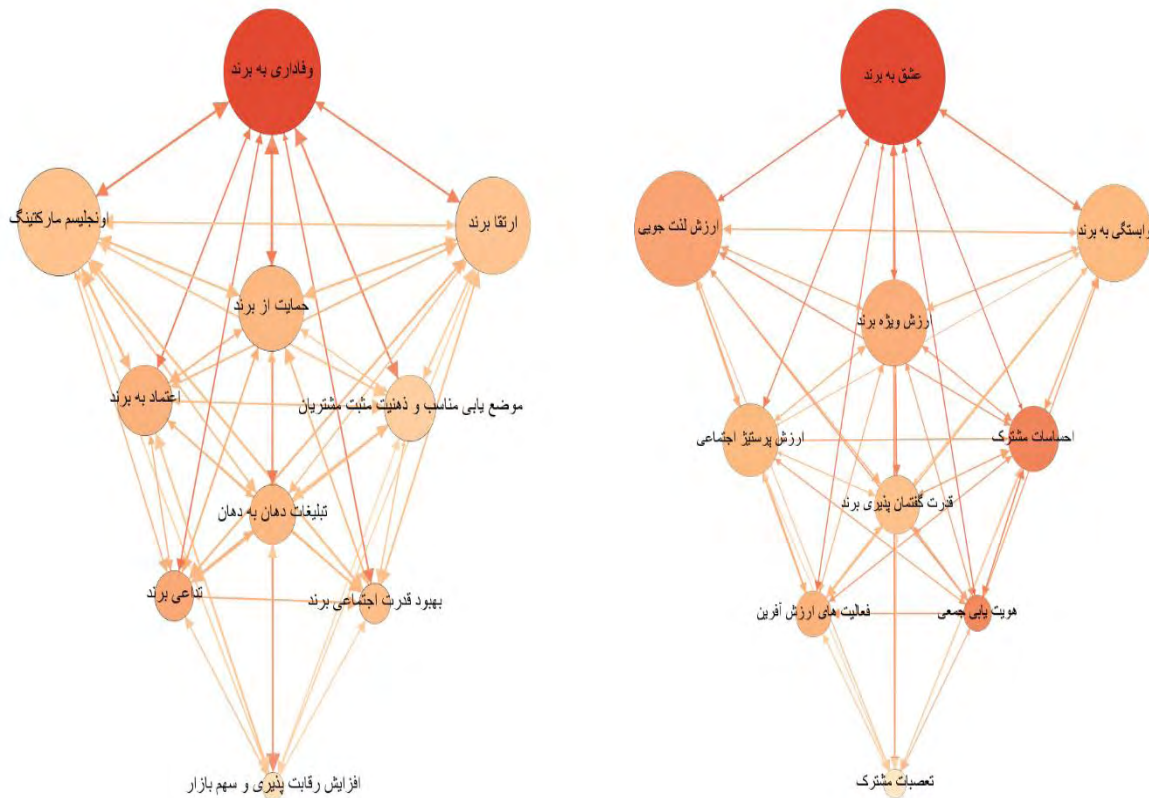 وفاداری به برند
اونجلیسم مارکتینگ
ارتقا برند
حمایت از برند
اعتماد به برند
موضع یابی مناسب و ذهنیت مثبت مشتریان
تبلیغات دهان به دهان
تداعی برند
بهبود قدرت اجتماعی برند
افزایش رقابت پذیری و سهم بازار
عشق به برند
ارزش لذت جویی
وابستگی به برند
ارزش ویژه برند
ارزش پرستیژ اجتماعی
احساسات مشترک
قدرت گفتمان پذیری برند
فعالیت های ارزش آفرین
هویت یابی جمعی
تعصبات مشترک